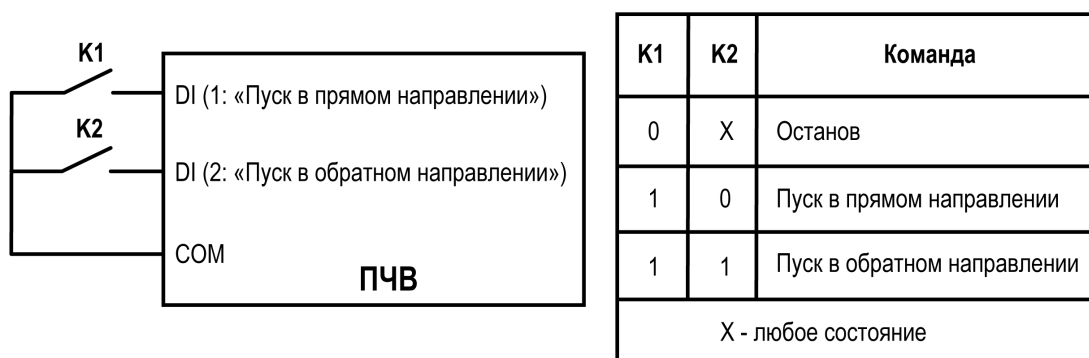 K1
DI (1: «Пуск в прямом направлении»)
K2
DI (2: «Пуск в обратном направлении»)
COM
ПЧВ
K1 K2 Команда
0 X Останов
1 0 Пуск в прямом направлении
1 1 Пуск в обратном направлении
X - любое состояние